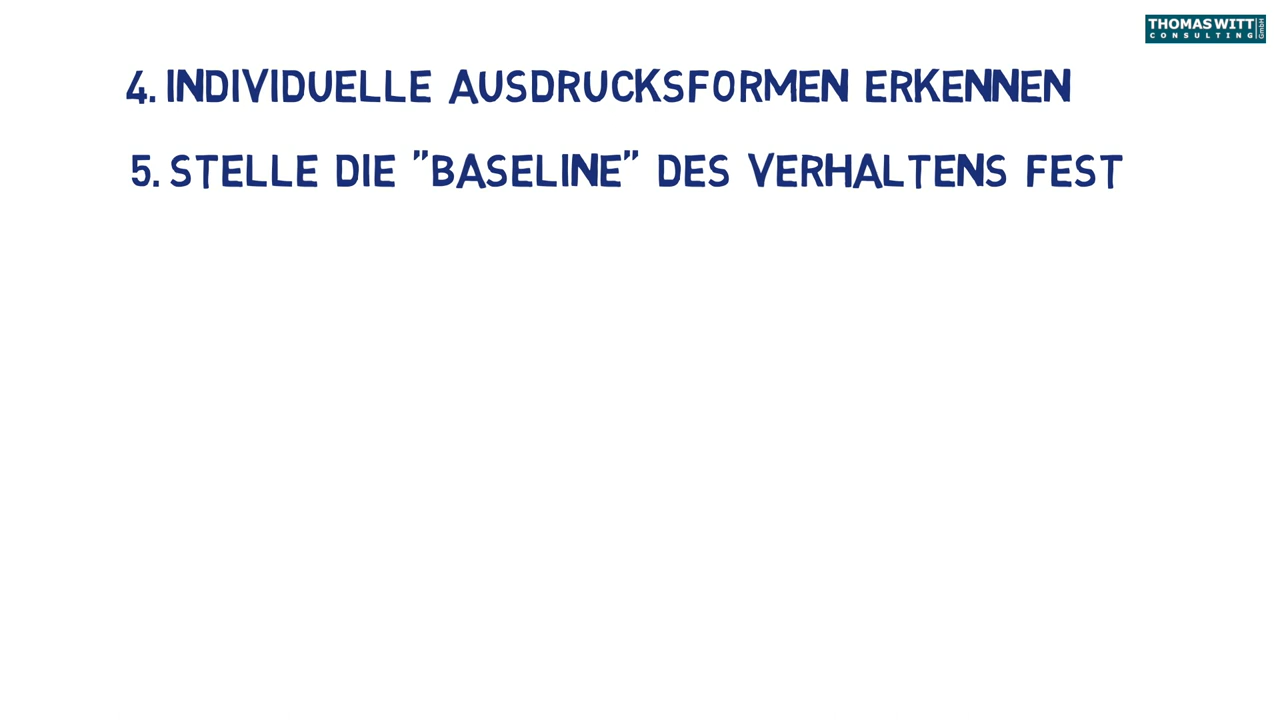 THOMAS WITT GmbH
CONSULTING
4. INDIVIDUELLE AUSDRUCKSFORMEN ERKENNEN
5. STELLE DIE "BASELINE" DES VERHALTENS FEST